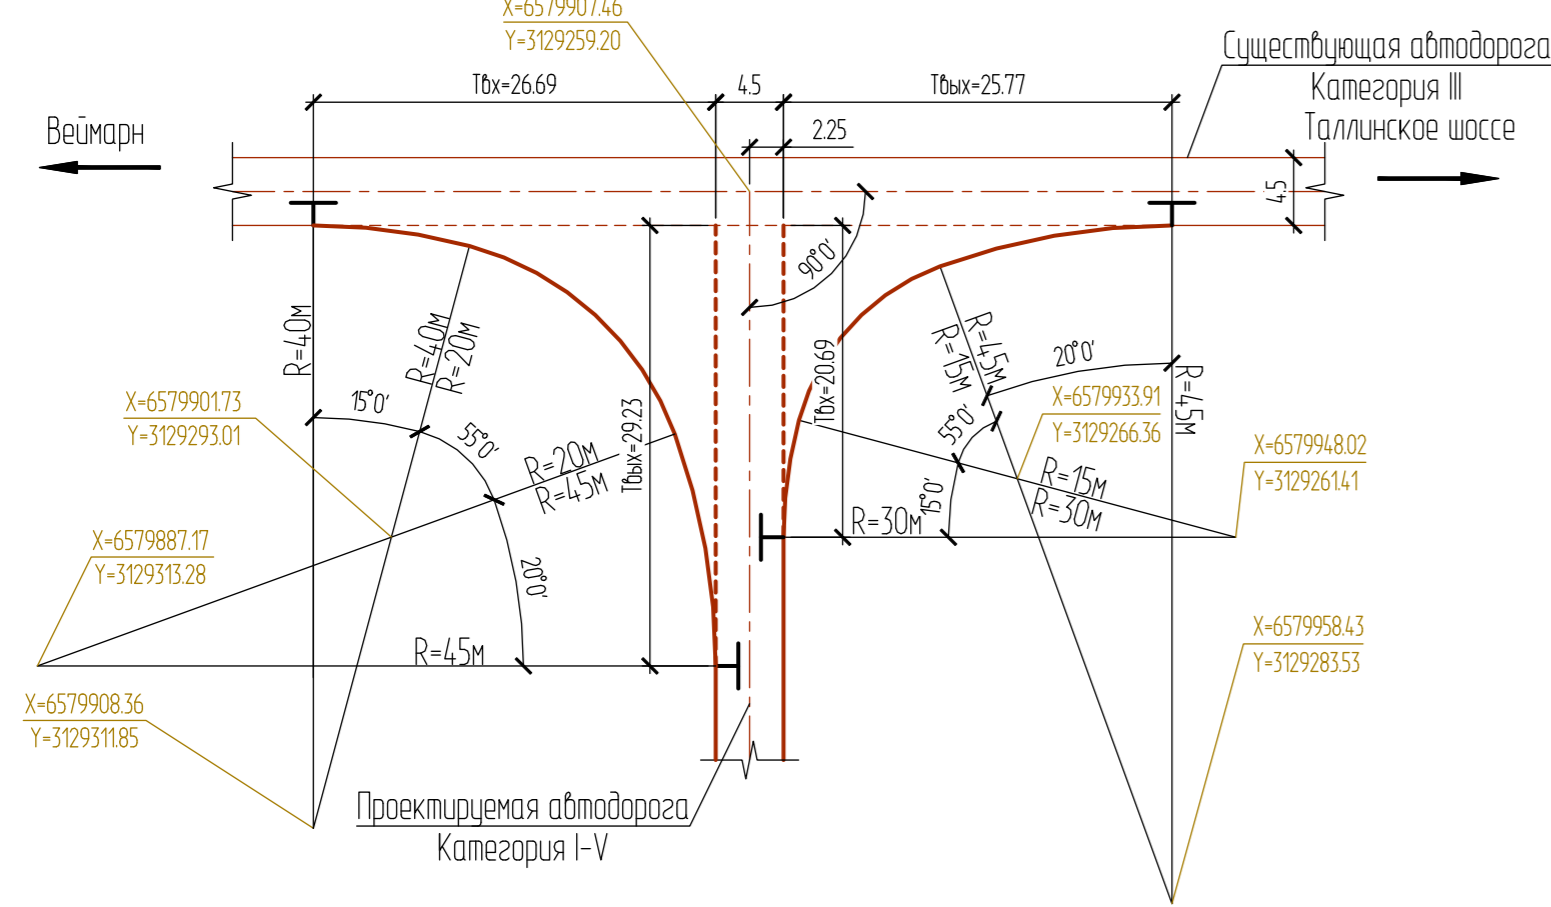 X=6579907.46
Y=3129259.20
Существующая автодорога
Категория III
Таллинское шоссе
Tвх=26.69
4.5
Tвых=25.77
2.25
Веймарн
4.5
90°0'
R=40м
R=40м
R=20м
R=45м
R=15м
20°0'
R=45м
Tвх=20.69
X=6579901.73
Y=3129293.01
15°0'
55°0'
Tвых=29.23
55°0'
X=6579933.91
Y=3129266.36
X=6579948.02
Y=3129261.41
R=20м
R=45м
R=15м
R=30м
15°0'
R=30м
X=6579887.17
Y=3129313.28
20°0'
R=45м
X=6579958.43
Y=3129283.53
X=6579908.36
Y=3129311.85
Проектируемая автодорога
Категория I-V